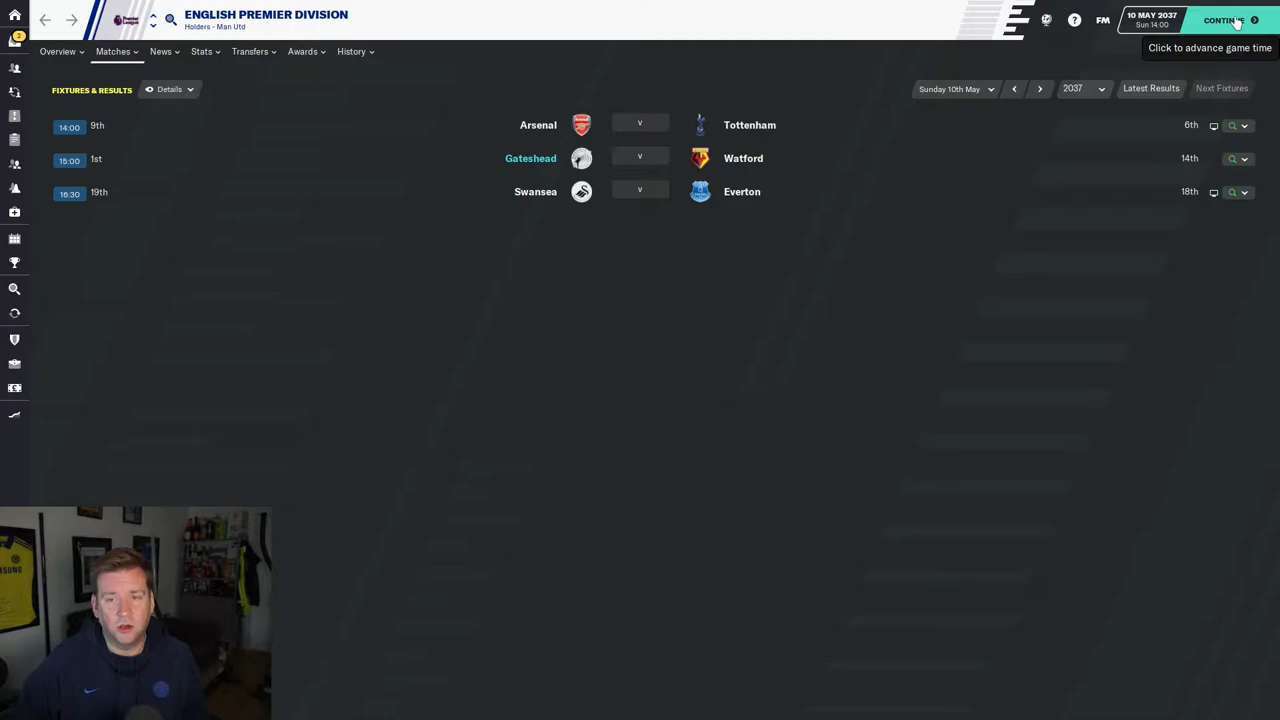 ENGLISH PREMIER DIVISION
Holders - Man Utd
2
FM
10 MAY 2037
Sun 14:00
CONTINUE
Click to advance game time
Overview Matches News Stats Transfers Awards History
FIXTURES & RESULTS Details Sunday 10th May 2037 Latest Results Next Fixtures
14:00 9th Arsenal v Tottenham 6th
15:00 1st Gateshead v Watford 14th
16:30 19th Swansea v Everton 18th